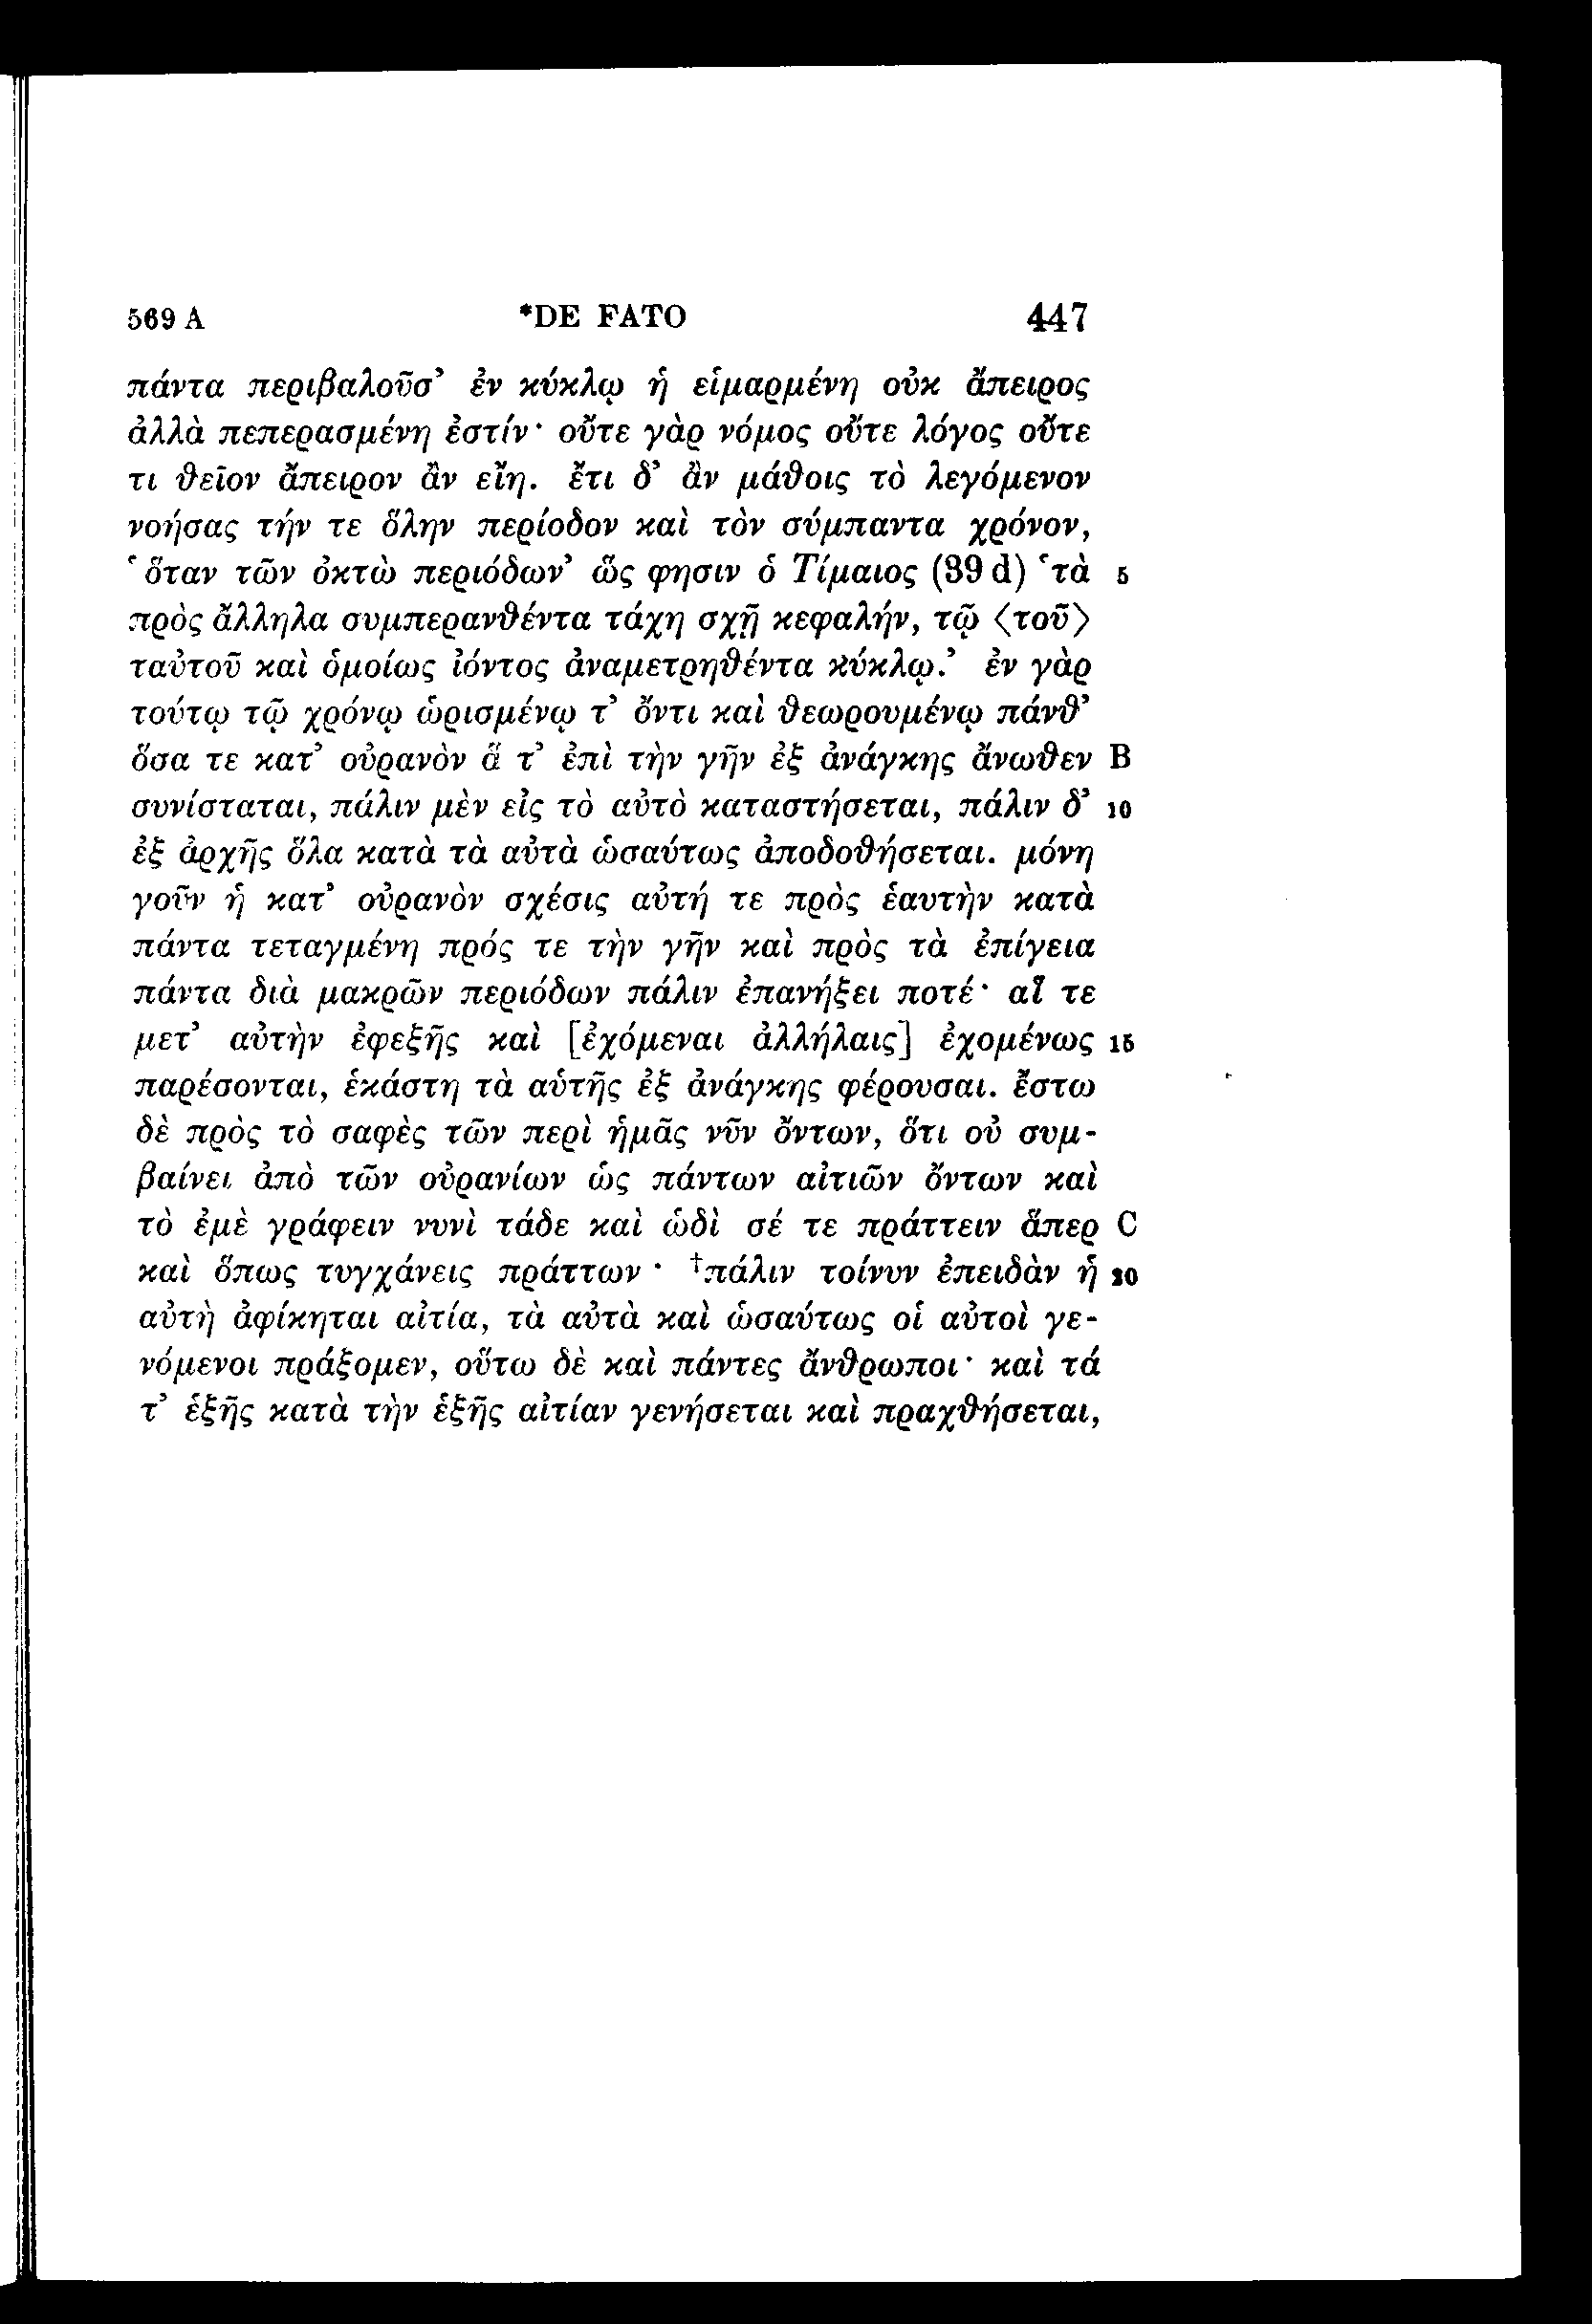 569 A *DE FATO 447
πάντα περιβαλοῦσ’ ἐν κύκλῳ ἡ εἱμαρμένη οὐκ ἄπειρος
ἀλλὰ πεπερασμένη ἐστίν· οὔτε γὰρ νόμος οὔτε λόγος οὔτε
τι θεῖον ἄπειρον ἂν εἴη. ἔτι δ’ ἂν μάθοις τὸ λεγόμενον
νοήσας τήν τε ὅλην περίοδον καὶ τὸν σύμπαντα χρόνον,
‘ὅταν τῶν ὀκτὼ περιόδων’ ὥς φησιν ὁ Τίμαιος (39 d) ‘τὰ 5
πρὸς ἄλληλα συμπερανθέντα τάχη σχῇ κεφαλήν, τῷ ⟨τοῦ⟩
ταὐτοῦ καὶ ὁμοίως ἰόντος ἀναμετρηθέντα κύκλῳ.’ ἐν γὰρ
τούτῳ τῷ χρόνῳ ὡρισμένῳ τ’ ὄντι καὶ θεωρουμένῳ πάνθ’
ὅσα τε κατ’ οὐρανὸν ἅ τ’ ἐπὶ τὴν γῆν ἐξ ἀνάγκης ἄνωθεν B
συνίσταται, πάλιν μὲν εἰς τὸ αὐτὸ καταστήσεται, πάλιν δ’ 10
ἐξ ἀρχῆς ὅλα κατὰ τὰ αὐτὰ ὡσαύτως ἀποδοθήσεται. μόνη
γοῦν ἡ κατ’ οὐρανὸν σχέσις αὐτή τε πρὸς ἑαυτὴν κατὰ
πάντα τεταγμένη πρός τε τὴν γῆν καὶ πρὸς τὰ ἐπίγεια
πάντα διὰ μακρῶν περιόδων πάλιν ἐπανήξει ποτέ· αἵ τε
μετ’ αὐτὴν ἐφεξῆς καὶ [ἐχόμεναι ἀλλήλαις] ἐχομένως 15
παρέσονται, ἑκάστη τὰ αὑτῆς ἐξ ἀνάγκης φέρουσαι. ἔστω
δὲ πρὸς τὸ σαφὲς τῶν περὶ ἡμᾶς νῦν ὄντων, ὅτι οὐ συμ-
βαίνει ἀπὸ τῶν οὐρανίων ὡς πάντων αἰτιῶν ὄντων καὶ
τὸ ἐμὲ γράφειν νυνὶ τάδε καὶ ὡδὶ σέ τε πράττειν ἅπερ C
καὶ ὅπως τυγχάνεις πράττων · ⁺πάλιν τοίνυν ἐπειδὰν ἡ 20
αὐτὴ ἀφίκηται αἰτία, τὰ αὐτὰ καὶ ὡσαύτως οἱ αὐτοὶ γε-
νόμενοι πράξομεν, οὕτω δὲ καὶ πάντες ἄνθρωποι· καὶ τά
τ’ ἑξῆς κατὰ τὴν ἑξῆς αἰτίαν γενήσεται καὶ πραχθήσεται,